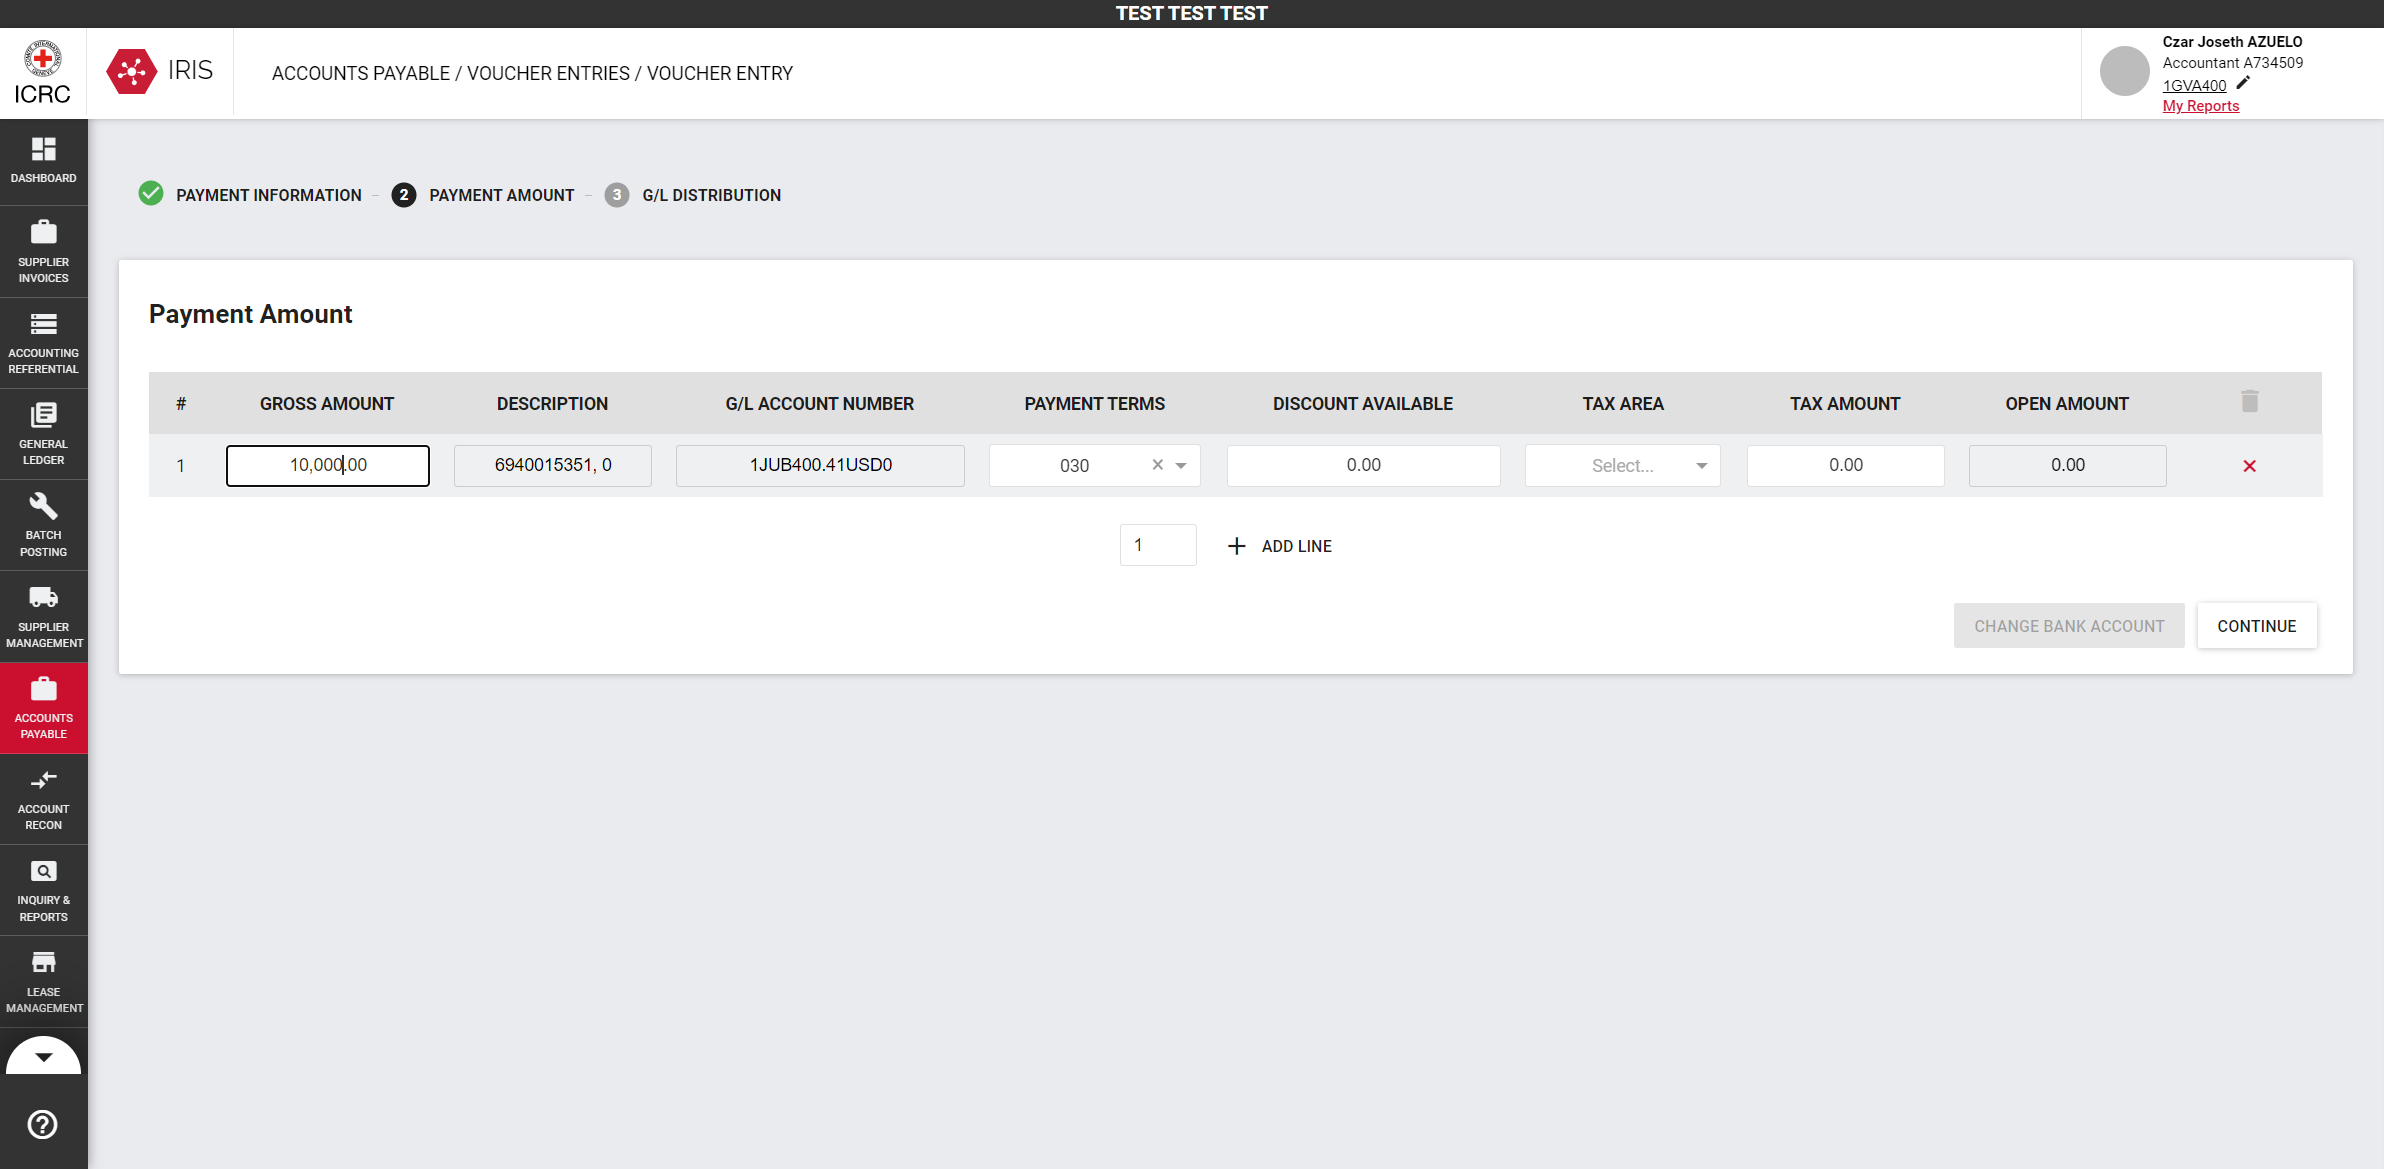 TEST TEST TEST
ICRC
IRIS
ACCOUNTS PAYABLE / VOUCHER ENTRIES / VOUCHER ENTRY
Czar Joseth AZUELO
Accountant A734509
1GVA400
My Reports
DASHBOARD
SUPPLIER
INVOICES
ACCOUNTING
REFERENTIAL
GENERAL
LEDGER
BATCH
POSTING
SUPPLIER
MANAGEMENT
ACCOUNTS
PAYABLE
ACCOUNT
RECON
INQUIRY &
REPORTS
LEASE
MANAGEMENT
PAYMENT INFORMATION – 2 PAYMENT AMOUNT – 3 G/L DISTRIBUTION
Payment Amount
# GROSS AMOUNT DESCRIPTION G/L ACCOUNT NUMBER PAYMENT TERMS DISCOUNT AVAILABLE TAX AREA TAX AMOUNT OPEN AMOUNT
1 10,000.00 6940015351, 0 1JUB400.41USD0 030 0.00 Select... 0.00 0.00
1 ADD LINE
CHANGE BANK ACCOUNT CONTINUE